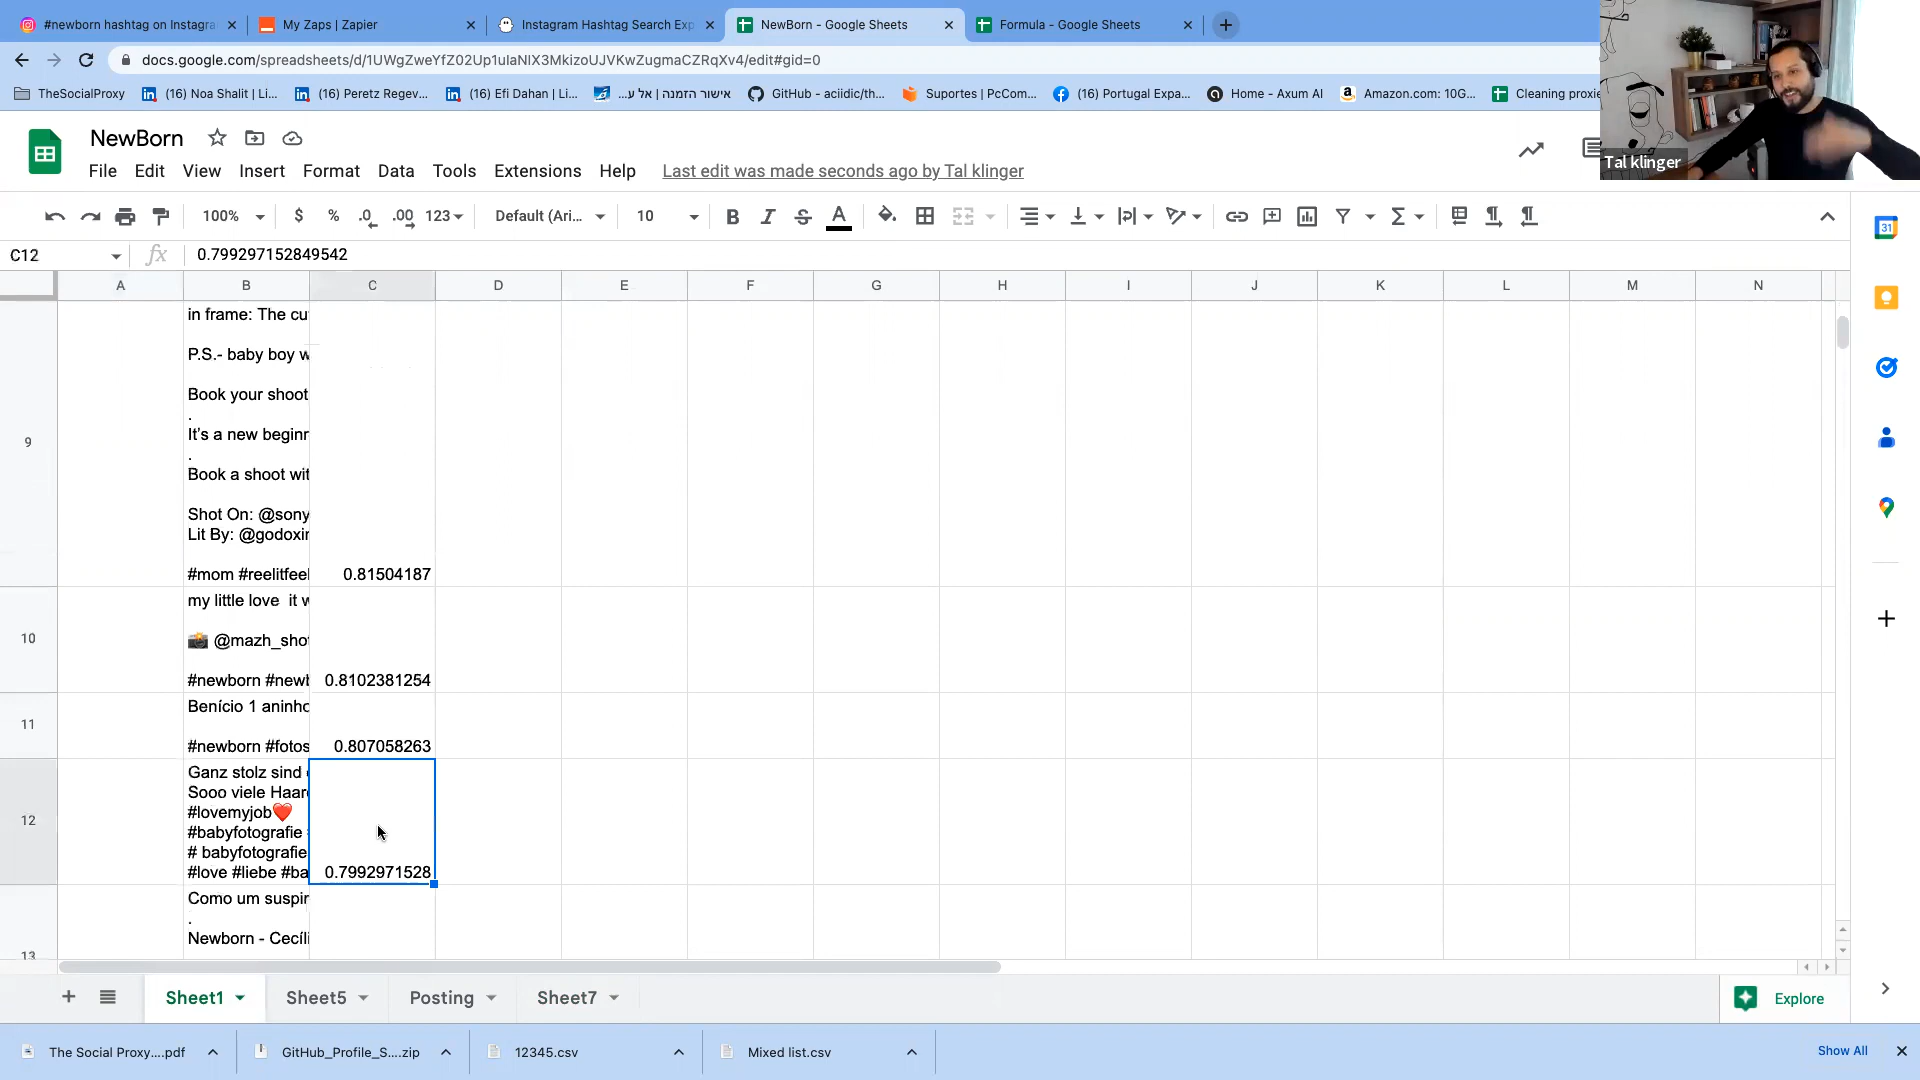 #newborn hashtag on Instagra
My Zaps | Zapier
Instagram Hashtag Search Exp
NewBorn - Google Sheets
Formula - Google Sheets
docs.google.com/spreadsheets/d/1UWgZweYfZ02Up1ulaNlX3MkizoUJVKwZugmaCZRqXv4/edit#gid=0
TheSocialProxy
(16) Noa Shalit | Li...
(16) Peretz Regev...
(16) Efi Dahan | Li...
אישור הזמנה | אל ע...
GitHub - aciidic/th...
Suportes | PcCom...
(16) Portugal Expa...
Home - Axum AI
Amazon.com: 10G...
Cleaning proxie
NewBorn
File Edit View Insert Format Data Tools Extensions Help
Last edit was made seconds ago by Tal klinger
Tal klinger
100% $ % .0 .00 123 Default (Ari... 10 B I S A
31
C12
fx
0.799297152849542
A B C D E F G H I J K L M N
9
in frame: The cu
P.S.- baby boy w
Book your shoot
.
It's a new beginr
.
Book a shoot wit
Shot On: @sony
Lit By: @godoxir
#mom #reelitfeel
0.81504187
10
my little love it w
@mazh_shot
#newborn #newb
0.8102381254
11
Benício 1 aninho
#newborn #fotos
0.807058263
12
Ganz stolz sind
Sooo viele Haare
#lovemyjob❤️
#babyfotografie
# babyfotografie
#love #liebe #ba
0.7992971528
13
Como um suspir
.
Newborn - Cecíli
Sheet1
Sheet5
Posting
Sheet7
Explore
The Social Proxy....pdf
GitHub_Profile_S....zip
12345.csv
Mixed list.csv
Show All